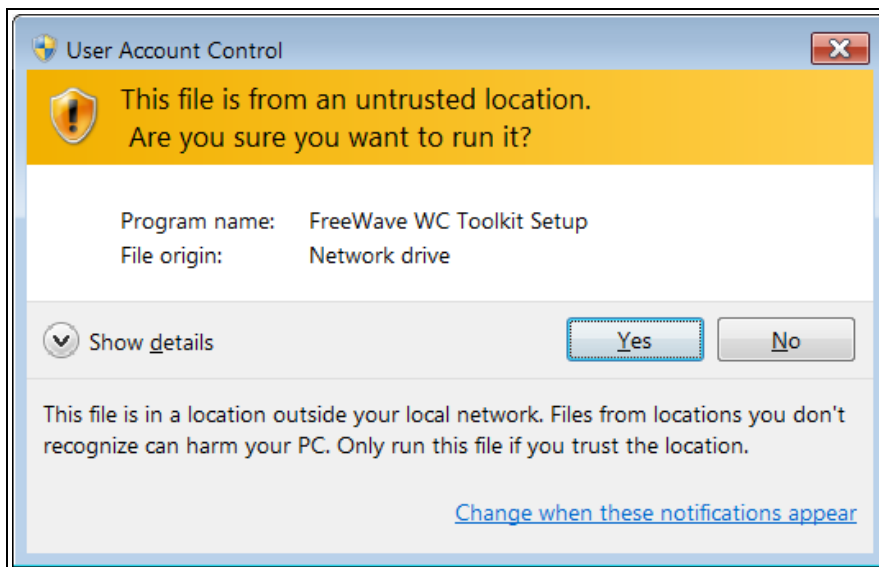 User Account Control
This file is from an untrusted location.
Are you sure you want to run it?
Program name: FreeWave WC Toolkit Setup
File origin: Network drive
Show details Yes No
This file is in a location outside your local network. Files from locations you don't
recognize can harm your PC. Only run this file if you trust the location.
Change when these notifications appear